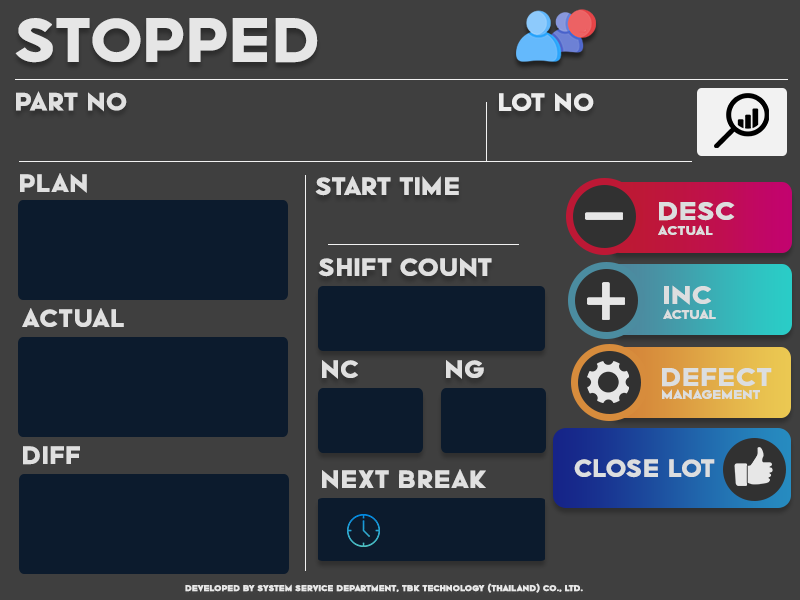 STOPPED
PART NO
LOT NO
PLAN
START TIME
DESC
ACTUAL
SHIFT COUNT
INC
ACTUAL
ACTUAL
NC
NG
DEFECT
MANAGEMENT
DIFF
CLOSE LOT
NEXT BREAK
DEVELOPED BY SYSTEM SERVICE DEPARTMENT, TBK TECHNOLOGY (THAILAND) CO., LTD.